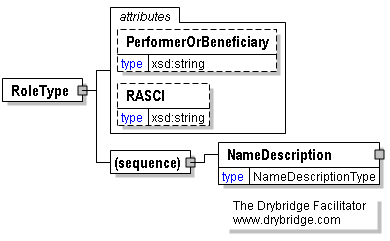 attributes
PerformerOrBeneficiary
type xsd:string
RoleType
RASCI
type xsd:string
(sequence)
NameDescription
type NameDescriptionType
The Drybridge Facilitator
www.drybridge.com